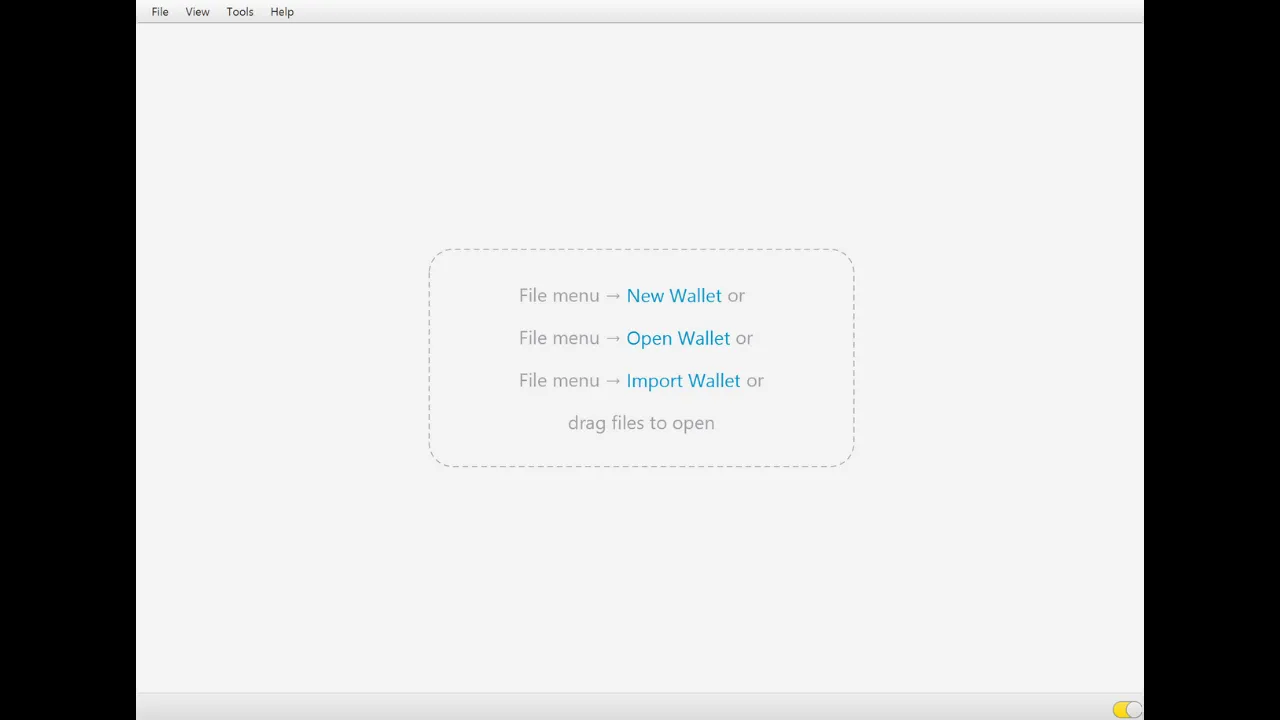 File View Tools Help
File menu → New Wallet or
File menu → Open Wallet or
File menu → Import Wallet or
drag files to open